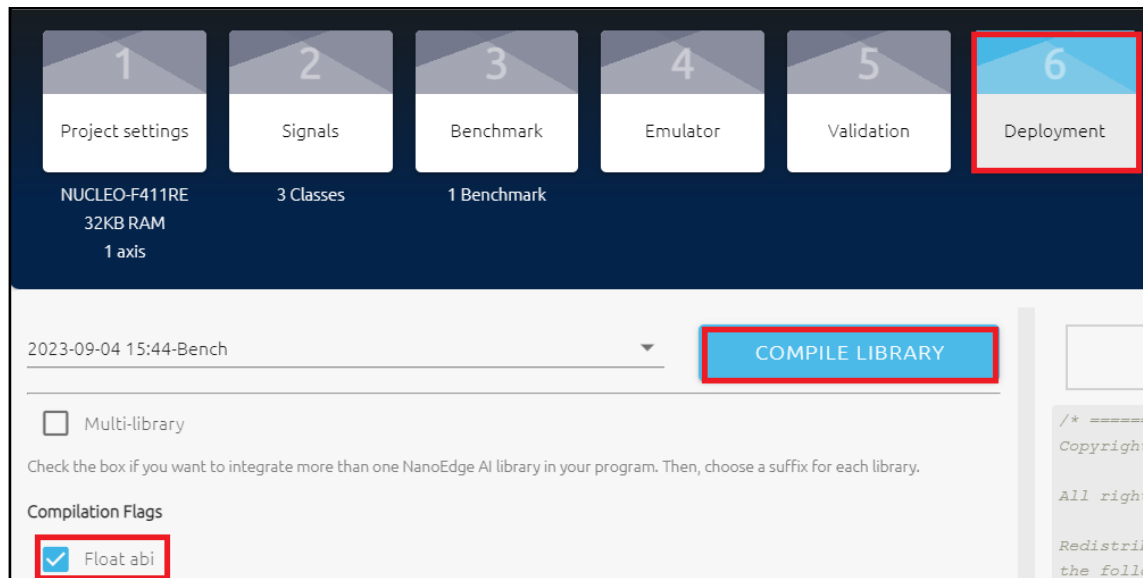 1
2
3
4
5
6
Project settings
Signals
Benchmark
Emulator
Validation
Deployment
NUCLEO-F411RE
3 Classes
1 Benchmark
32KB RAM
1 axis
2023-09-04 15:44-Bench
COMPILE LIBRARY
Multi-library
Check the box if you want to integrate more than one NanoEdge AI library in your program. Then, choose a suffix for each library.
Compilation Flags
Float abi
/* =====
Copyrigh
All righ
Redistri
the foll